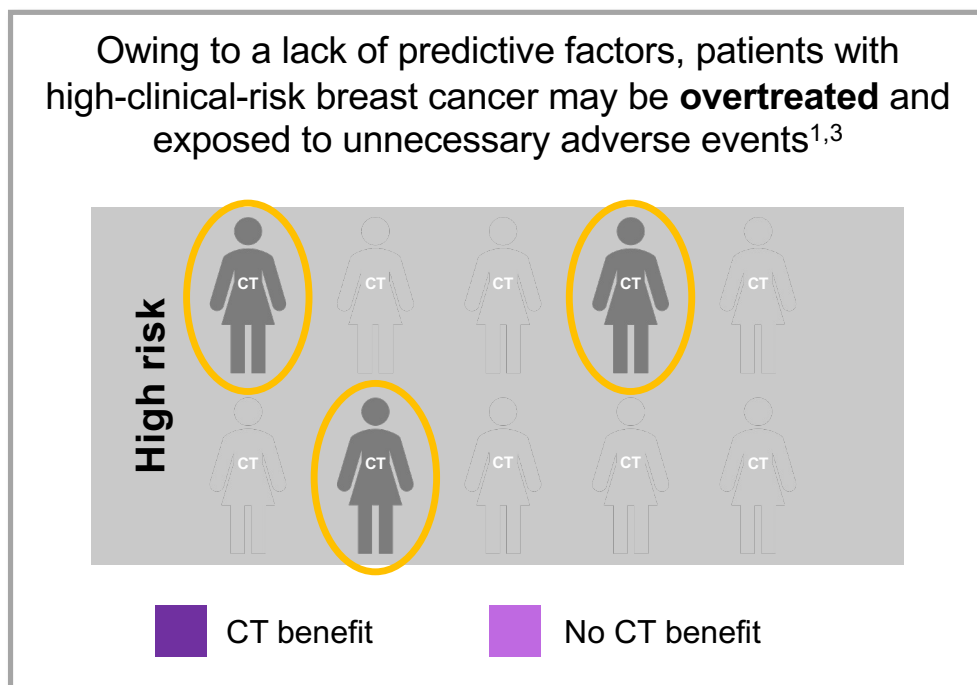 Owing to a lack of predictive factors, patients with
high-clinical-risk breast cancer may be overtreated and
exposed to unnecessary adverse events1,3
High risk
CT CT CT CT CT
CT CT CT CT CT
CT benefit
No CT benefit